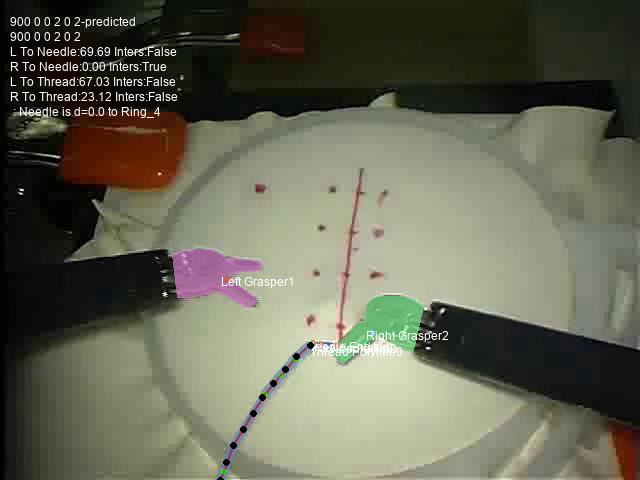 900 0 0 2 0 2-predicted
900 0 0 2 0 2
L To Needle:69.69 Inters:False
R To Needle:0.00 Inters:True
L To Thread:67.03 Inters:False
R To Thread:23.12 Inters:False
: Needle is d=0.0 to Ring_4
Left Grasper1
Right Grasper2